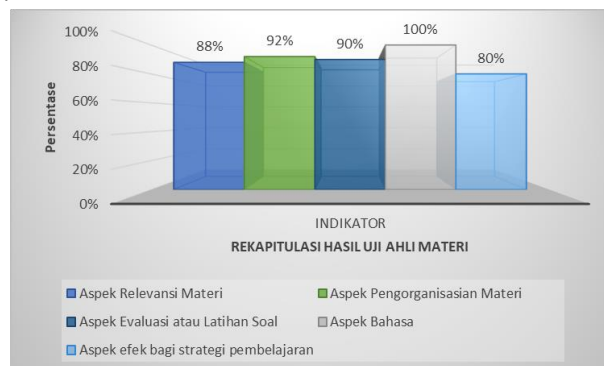 100%
80%
60%
40%
20%
0%
Persentase
88%
92%
90%
100%
80%
INDIKATOR
REKAPITULASI HASIL UJI AHLI MATERI
Aspek Relevansi Materi
Aspek Pengorganisasian Materi
Aspek Evaluasi atau Latihan Soal
Aspek Bahasa
Aspek efek bagi strategi pembelajaran